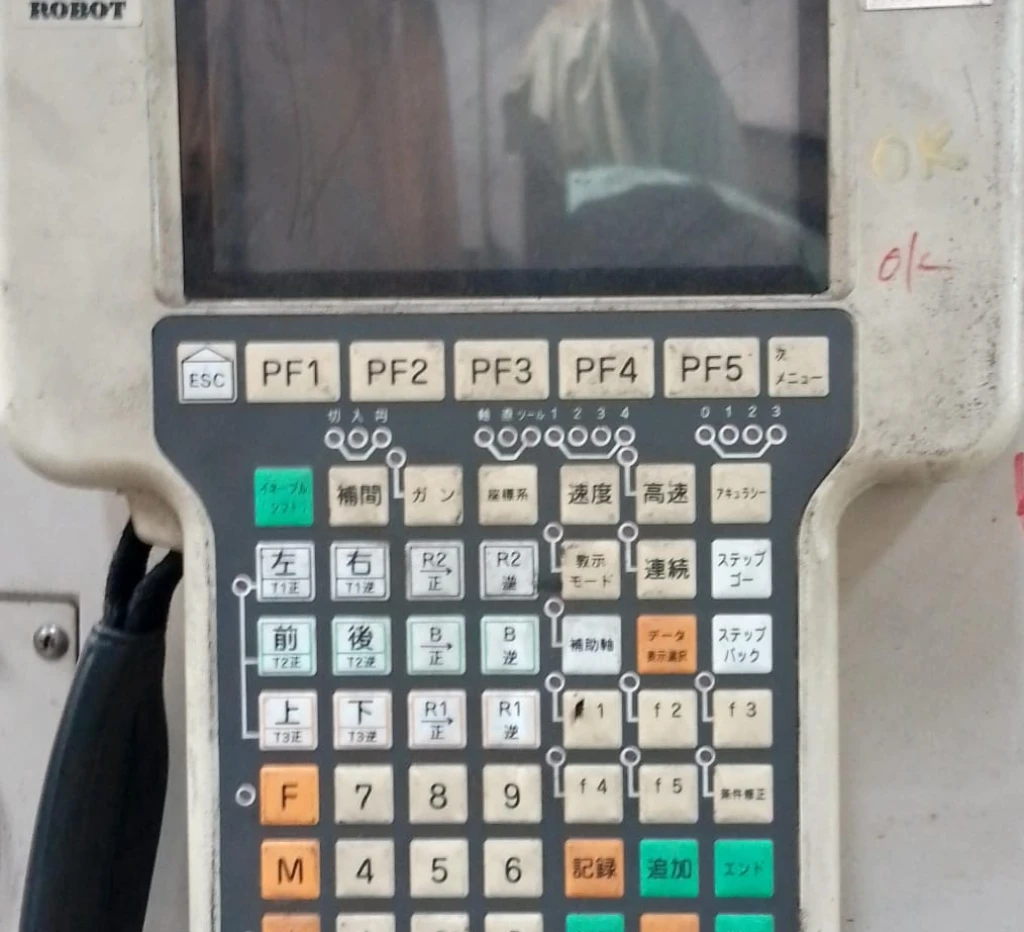 ROBOT
OK
ok
ESC PF1 PF2 PF3 PF4 PF5 次メニュー
切 入 円 軸 直 ツール 1 2 3 4 0 1 2 3
イネーブルシフト 補間 ガン 座標系 速度 高速 アキュラシー
左 T1正 右 T1逆 R2 正 R2 逆 教示モード 連続 ステップゴー
前 T2正 後 T2逆 B 正 B 逆 補助軸 データ表示選択 ステップバック
上 T3正 下 T3逆 R1 正 R1 逆 1 f 2 f 3
F 7 8 9 f 4 f 5 条件修正
M 4 5 6 記録 追加 エンド